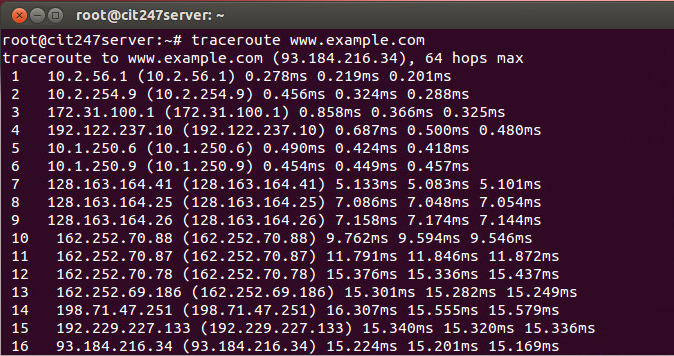 root@cit247server: ~
root@cit247server:~# traceroute www.example.com
traceroute to www.example.com (93.184.216.34), 64 hops max
1 10.2.56.1 (10.2.56.1) 0.278ms 0.219ms 0.201ms
2 10.2.254.9 (10.2.254.9) 0.456ms 0.324ms 0.288ms
3 172.31.100.1 (172.31.100.1) 0.858ms 0.366ms 0.325ms
4 192.122.237.10 (192.122.237.10) 0.687ms 0.500ms 0.480ms
5 10.1.250.6 (10.1.250.6) 0.490ms 0.424ms 0.418ms
6 10.1.250.9 (10.1.250.9) 0.454ms 0.449ms 0.457ms
7 128.163.164.41 (128.163.164.41) 5.133ms 5.083ms 5.101ms
8 128.163.164.25 (128.163.164.25) 7.086ms 7.048ms 7.054ms
9 128.163.164.26 (128.163.164.26) 7.158ms 7.174ms 7.144ms
10 162.252.70.88 (162.252.70.88) 9.762ms 9.594ms 9.546ms
11 162.252.70.87 (162.252.70.87) 11.791ms 11.846ms 11.872ms
12 162.252.70.78 (162.252.70.78) 15.376ms 15.336ms 15.437ms
13 162.252.69.186 (162.252.69.186) 15.301ms 15.282ms 15.249ms
14 198.71.47.251 (198.71.47.251) 16.307ms 15.555ms 15.579ms
15 192.229.227.133 (192.229.227.133) 15.340ms 15.320ms 15.336ms
16 93.184.216.34 (93.184.216.34) 15.224ms 15.201ms 15.169ms